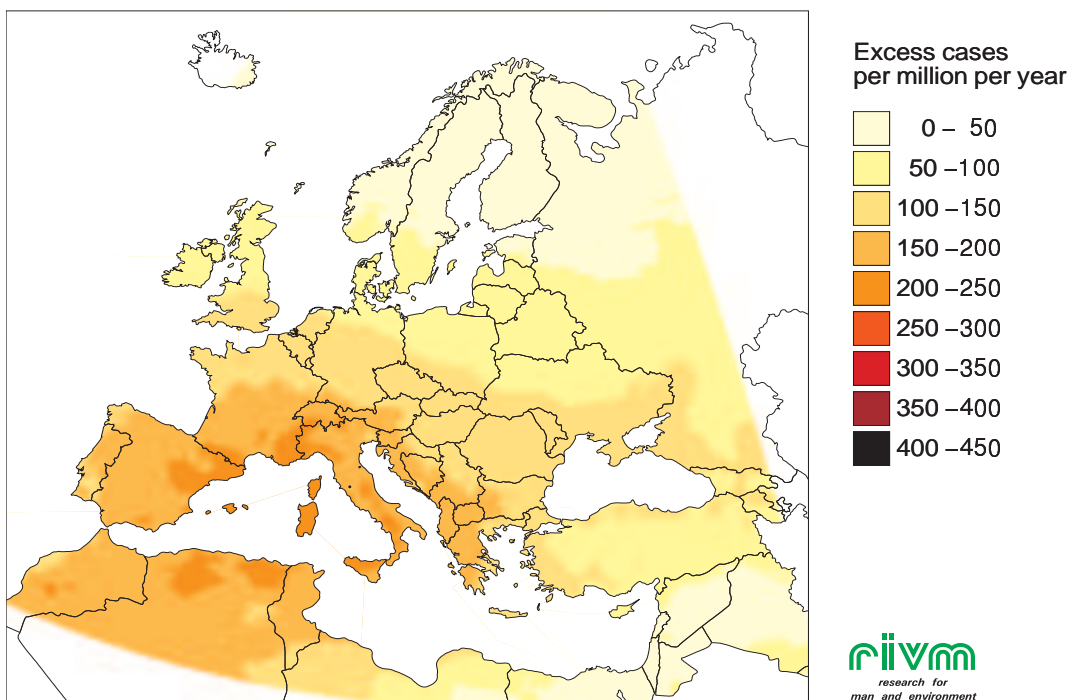 Excess cases
per million per year
0 – 50
50 –100
100 –150
150 –200
200 –250
250 –300
300 –350
350 –400
400 –450
rivm
research for
man and environment